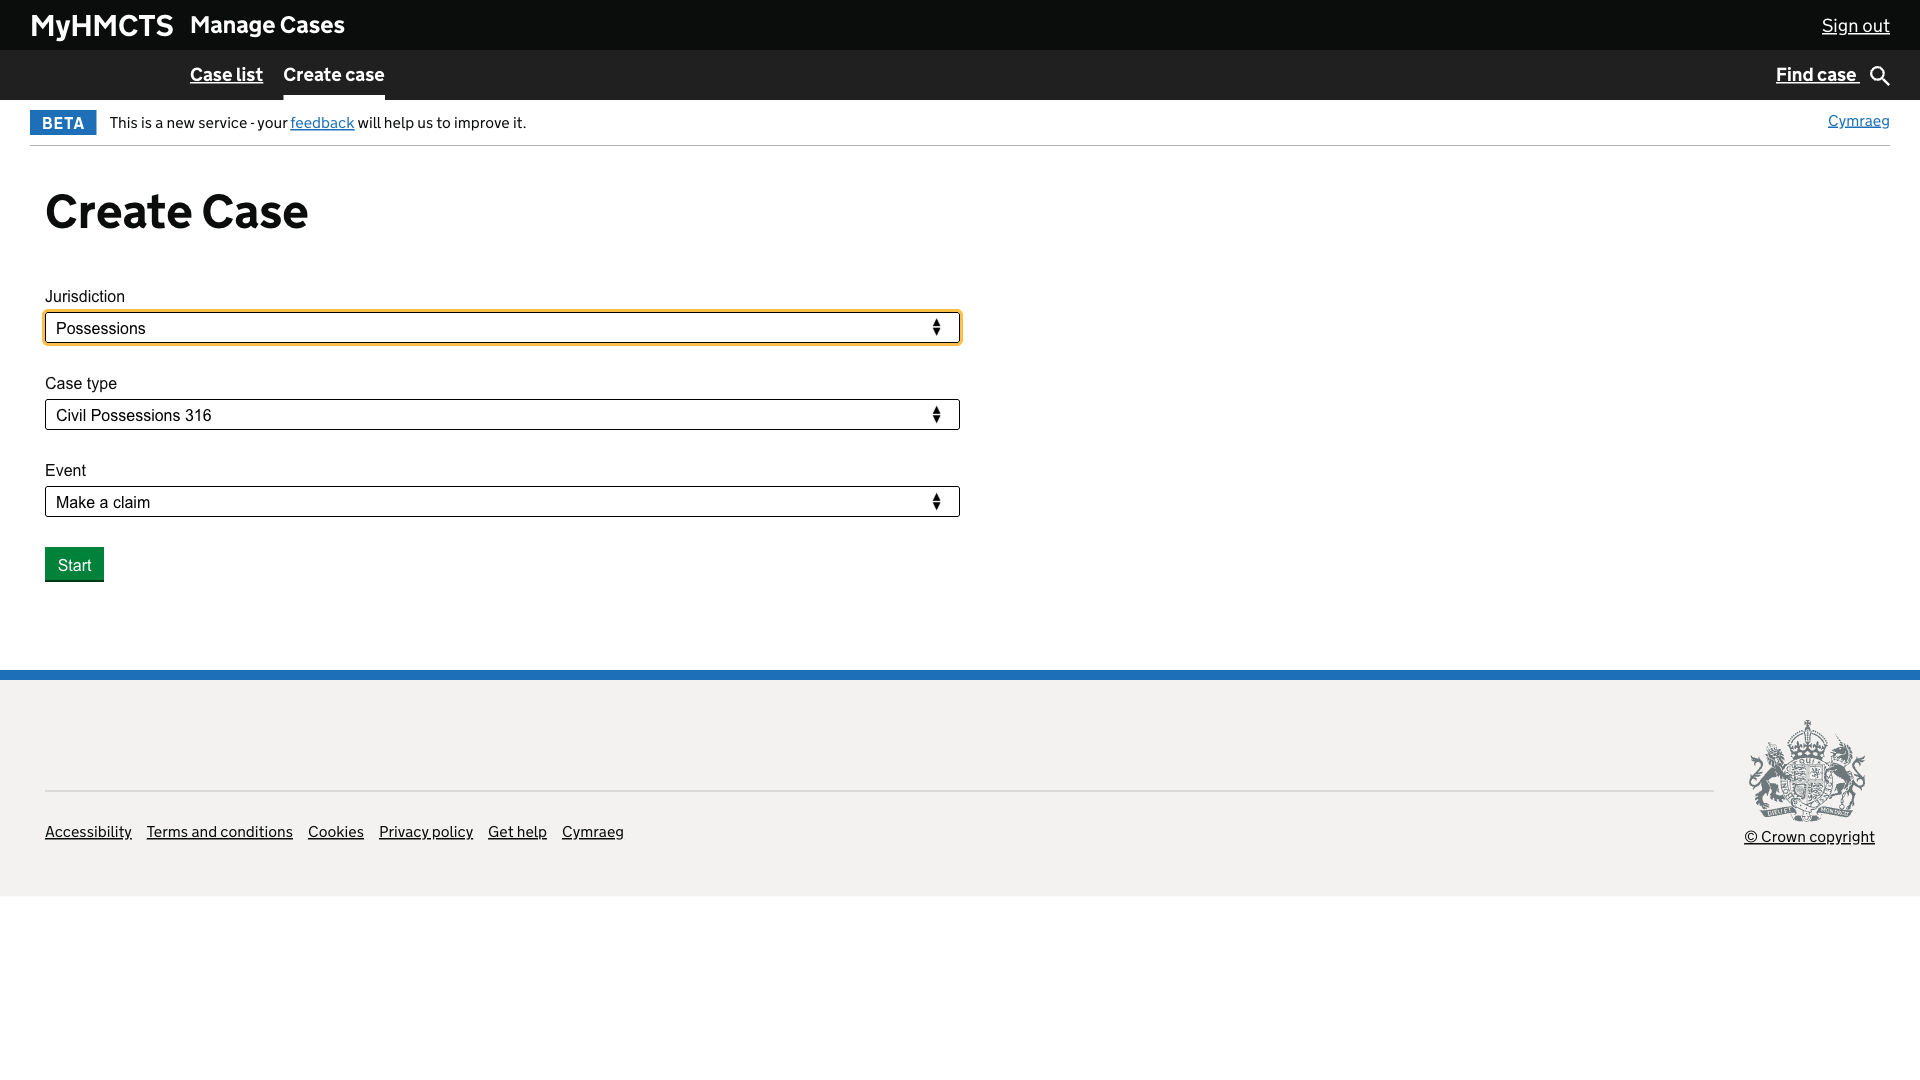 MyHMCTS Manage Cases Sign out
Case list Create case Find case
BETA This is a new service - your feedback will help us to improve it. Cymraeg
Create Case
Jurisdiction
Possessions
Case type
Civil Possessions 316
Event
Make a claim
Start
Accessibility Terms and conditions Cookies Privacy policy Get help Cymraeg
© Crown copyright